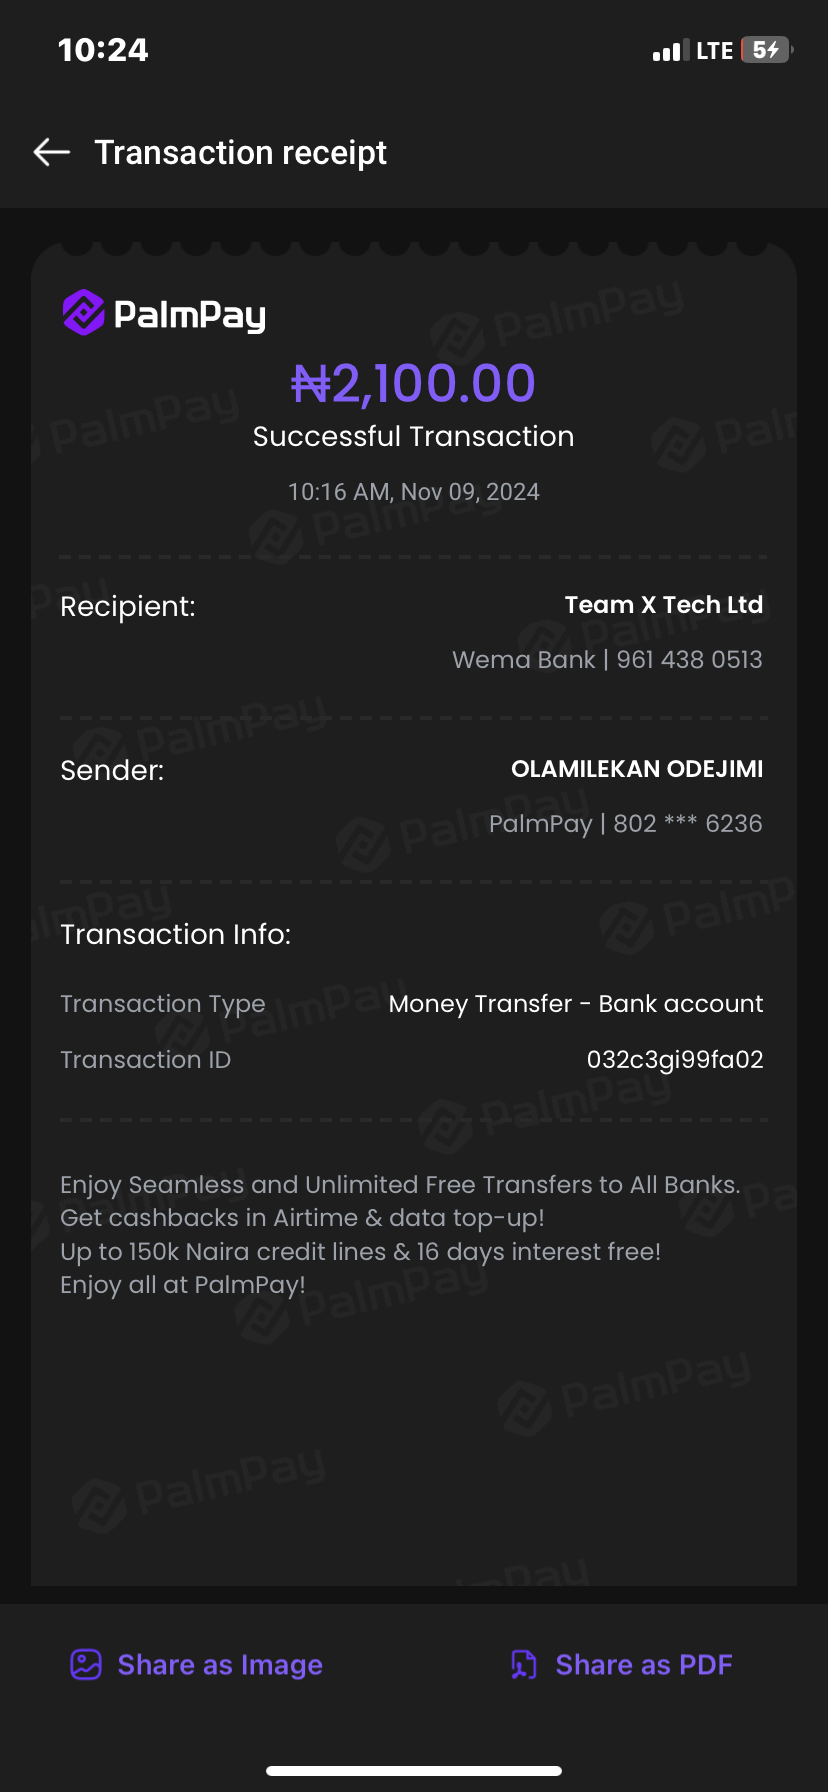 10:24
LTE 5
Transaction receipt
PalmPay
₦2,100.00
Successful Transaction
10:16 AM, Nov 09, 2024
Recipient:
Team X Tech Ltd
Wema Bank | 961 438 0513
Sender:
OLAMILEKAN ODEJIMI
PalmPay | 802 *** 6236
Transaction Info:
Transaction Type Money Transfer - Bank account
Transaction ID 032c3gi99fa02
Enjoy Seamless and Unlimited Free Transfers to All Banks.
Get cashbacks in Airtime & data top-up!
Up to 150k Naira credit lines & 16 days interest free!
Enjoy all at PalmPay!
Share as Image
Share as PDF